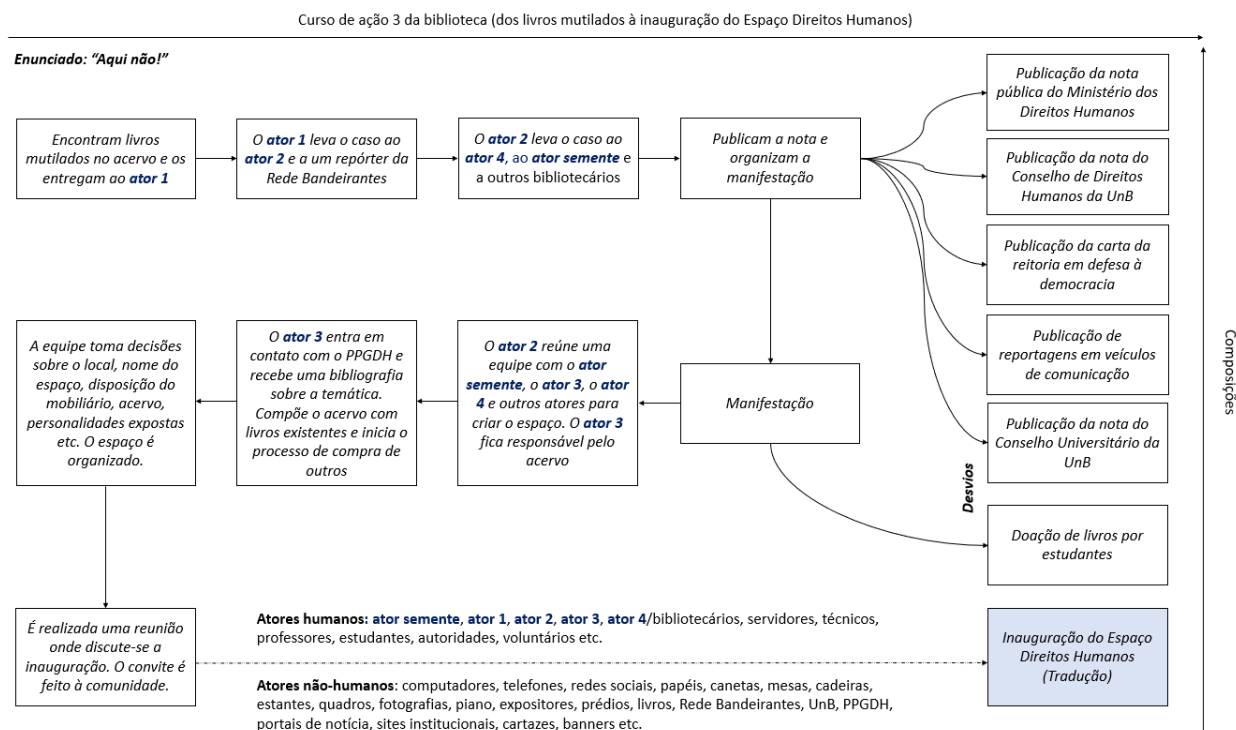 Curso de ação 3 da biblioteca (dos livros mutilados à inauguração do Espaço Direitos Humanos)
Enunciado: “Aqui não!”
Encontram livros
mutilados no acervo e os
entregam ao ator 1
O ator 1 leva o caso ao
ator 2 e a um repórter da
Rede Bandeirantes
O ator 2 leva o caso ao
ator 4, ao ator semente e
a outros bibliotecários
Publicam a nota e
organizam a
manifestação
Publicação da nota
pública do Ministério dos
Direitos Humanos
Publicação da nota do
Conselho de Direitos
Humanos da UnB
Publicação da carta da
reitoria em defesa à
democracia
Publicação de
reportagens em veículos
de comunicação
Publicação da nota do
Conselho Universitário da
UnB
Desvios
Composições
Manifestação
O ator 2 reúne uma
equipe com o ator
semente, o ator 3, o ator
4 e outros atores para
criar o espaço. O ator 3
fica responsável pelo
acervo
O ator 3 entra em
contato com o PPGDH e
recebe uma bibliografia
sobre a temática.
Compõe o acervo com
livros existentes e inicia o
processo de compra de
outros
A equipe toma decisões
sobre o local, nome do
espaço, disposição do
mobiliário, acervo,
personalidades expostas
etc. O espaço é
organizado.
Doação de livros por
estudantes
É realizada uma reunião
onde discute-se a
inauguração. O convite é
feito à comunidade.
Atores humanos: ator semente, ator 1, ator 2, ator 3, ator 4/bibliotecários, servidores, técnicos,
professores, estudantes, autoridades, voluntários etc.
Atores não-humanos: computadores, telefones, redes sociais, papéis, canetas, mesas, cadeiras,
estantes, quadros, fotografias, piano, expositores, prédios, livros, Rede Bandeirantes, UnB, PPGDH,
portais de notícia, sites institucionais, cartazes, banners etc.
Inauguração do Espaço
Direitos Humanos
(Tradução)